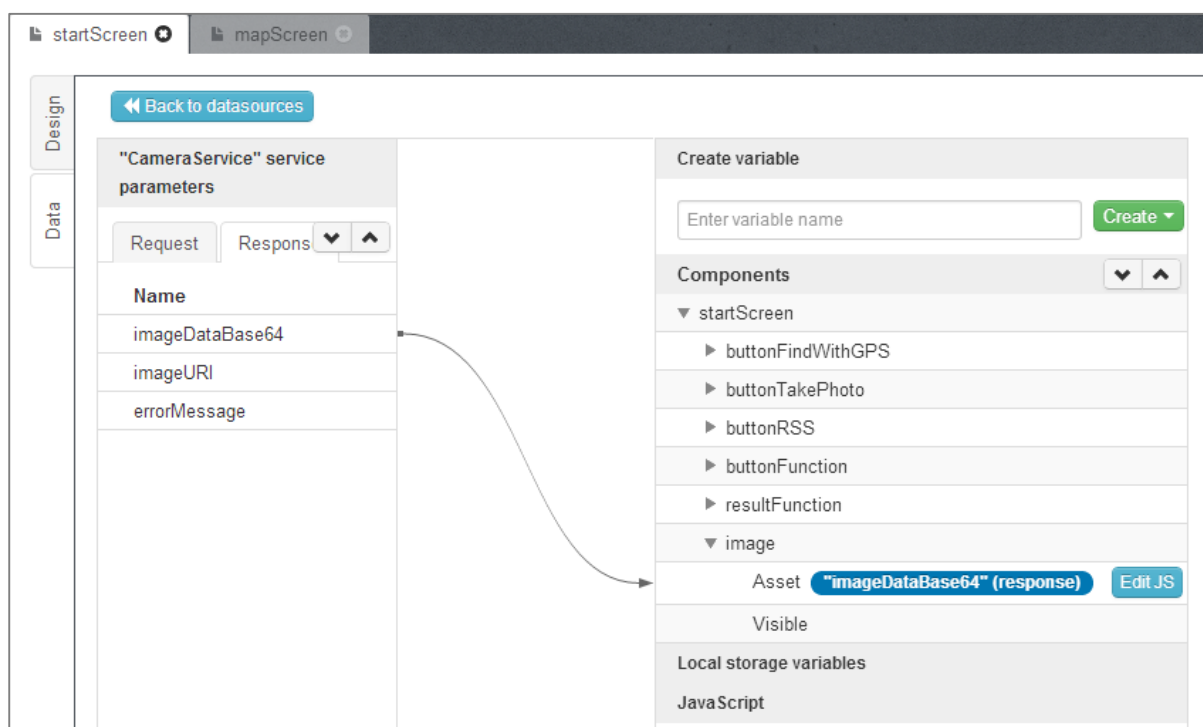 startScreen mapScreen
Design
Data
Back to datasources
"CameraService" service
parameters
Request Respons
Name
imageDataBase64
imageURI
errorMessage
Create variable
Enter variable name Create
Components
startScreen
buttonFindWithGPS
buttonTakePhoto
buttonRSS
buttonFunction
resultFunction
image
Asset "imageDataBase64" (response) Edit JS
Visible
Local storage variables
JavaScript